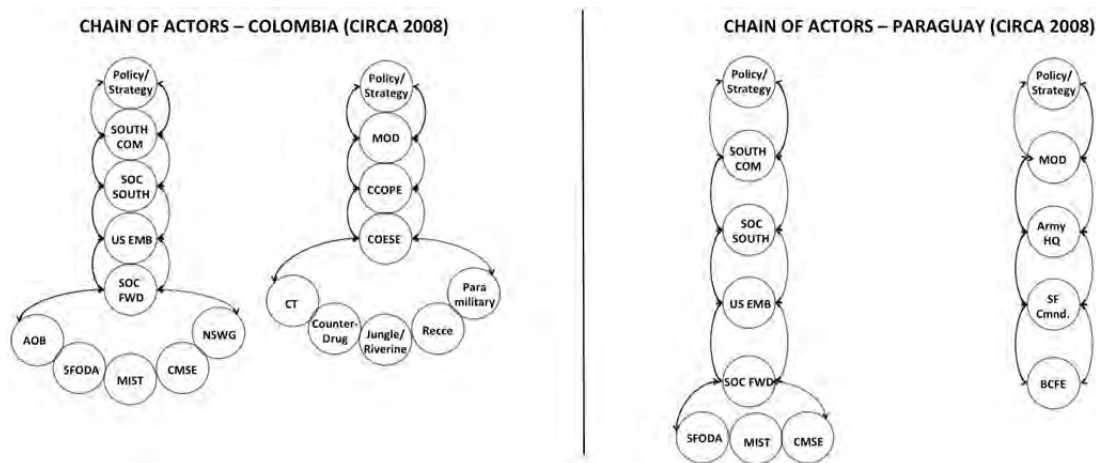 CHAIN OF ACTORS – COLOMBIA (CIRCA 2008)
Policy/
Strategy
SOUTH
COM
SOC
SOUTH
US EMB
SOC
FWD
AOB
SFODA
MIST
CMSE
NSWG
Policy/
Strategy
MOD
CCOPE
COESE
CT
Counter-
Drug
Jungle/
Riverine
Recce
Para
military
CHAIN OF ACTORS – PARAGUAY (CIRCA 2008)
Policy/
Strategy
SOUTH
COM
SOC
SOUTH
US EMB
SOC FWD
SFODA
MIST
CMSE
Policy/
Strategy
MOD
Army
HQ
SF
Cmnd.
BCFE